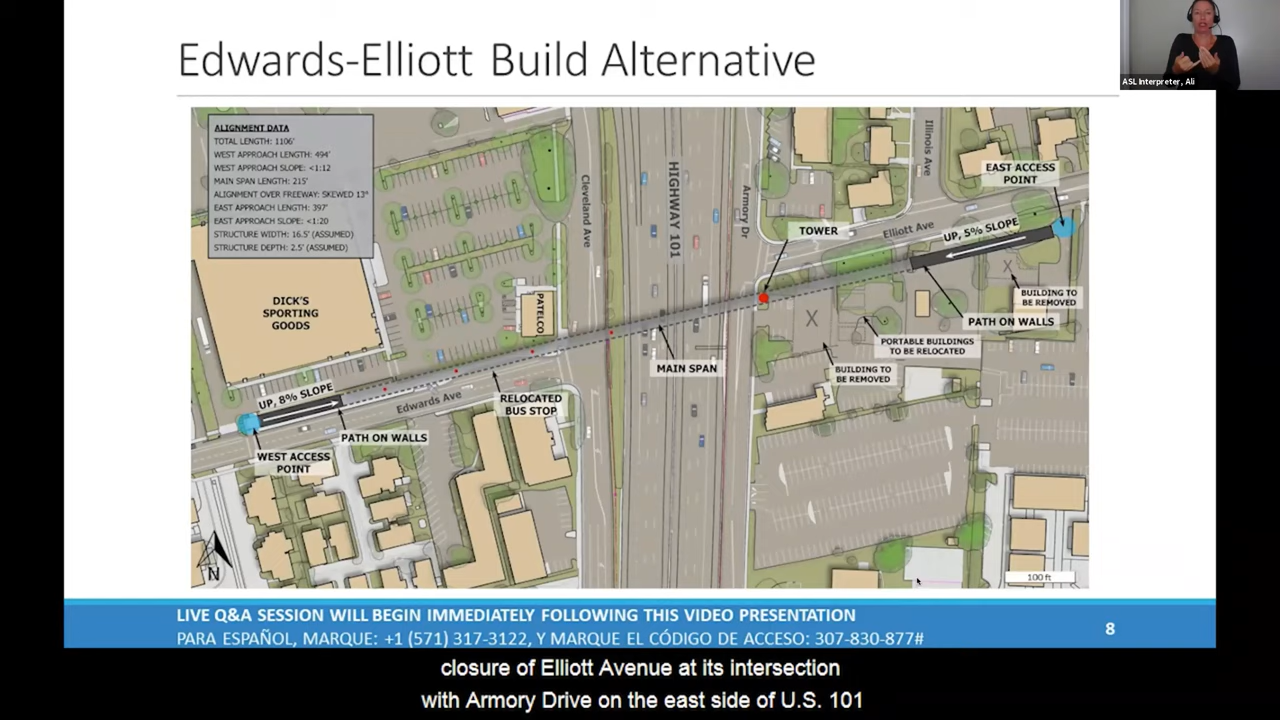 Edwards-Elliott Build Alternative
ASL Interpreter, Ali
ALIGNMENT DATA
TOTAL LENGTH: 1106'
WEST APPROACH LENGTH: 494'
WEST APPROACH SLOPE: <1:12
MAIN SPAN LENGTH: 215'
ALIGNMENT OVER FREEWAY: SKEWED 13°
EAST APPROACH LENGTH: 397'
EAST APPROACH SLOPE: <1:20
STRUCTURE WIDTH: 16.5' (ASSUMED)
STRUCTURE DEPTH: 2.5' (ASSUMED)
Cleveland Ave
HIGHWAY 101
Armory Dr
Illinois Ave
EAST ACCESS
POINT
TOWER
Elliott Ave
UP, 5% SLOPE
DICK'S
SPORTING
GOODS
PATELCO
X
BUILDING TO
BE REMOVED
PATH ON WALLS
PORTABLE BUILDINGS
TO BE RELOCATED
X
MAIN SPAN
BUILDING TO
BE REMOVED
UP, 8% SLOPE
Edwards Ave
RELOCATED
BUS STOP
PATH ON WALLS
WEST ACCESS
POINT
N
100 ft
LIVE Q&A SESSION WILL BEGIN IMMEDIATELY FOLLOWING THIS VIDEO PRESENTATION
PARA ESPAÑOL, MARQUE: +1 (571) 317-3122, Y MARQUE EL CÓDIGO DE ACCESO: 307-830-877#
8
closure of Elliott Avenue at its intersection
with Armory Drive on the east side of U.S. 101